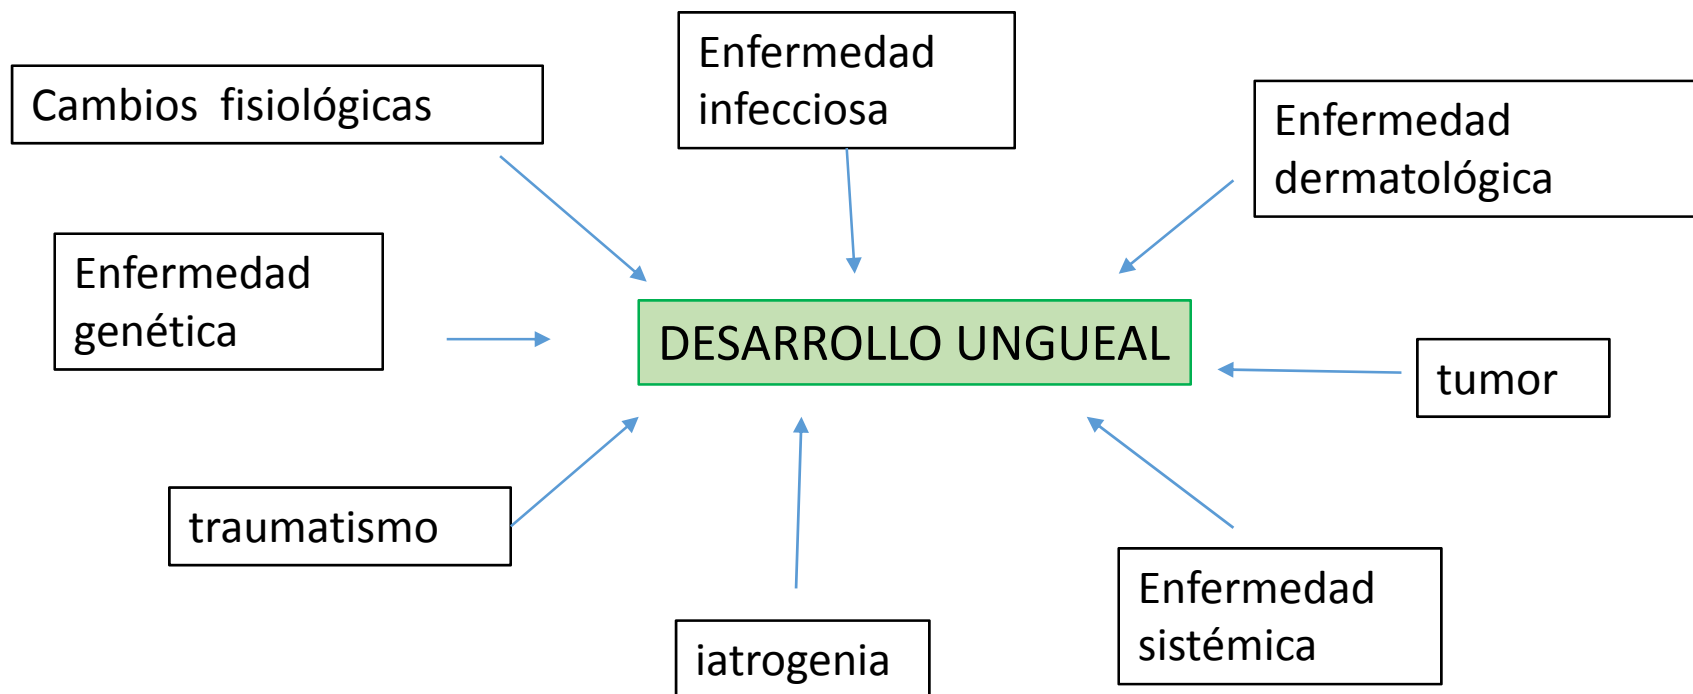 Enfermedad
infecciosa
Cambios  fisiológicas
Enfermedad
dermatológica
Enfermedad
genética
DESARROLLO UNGUEAL
tumor
traumatismo
Enfermedad
sistémica
iatrogenia